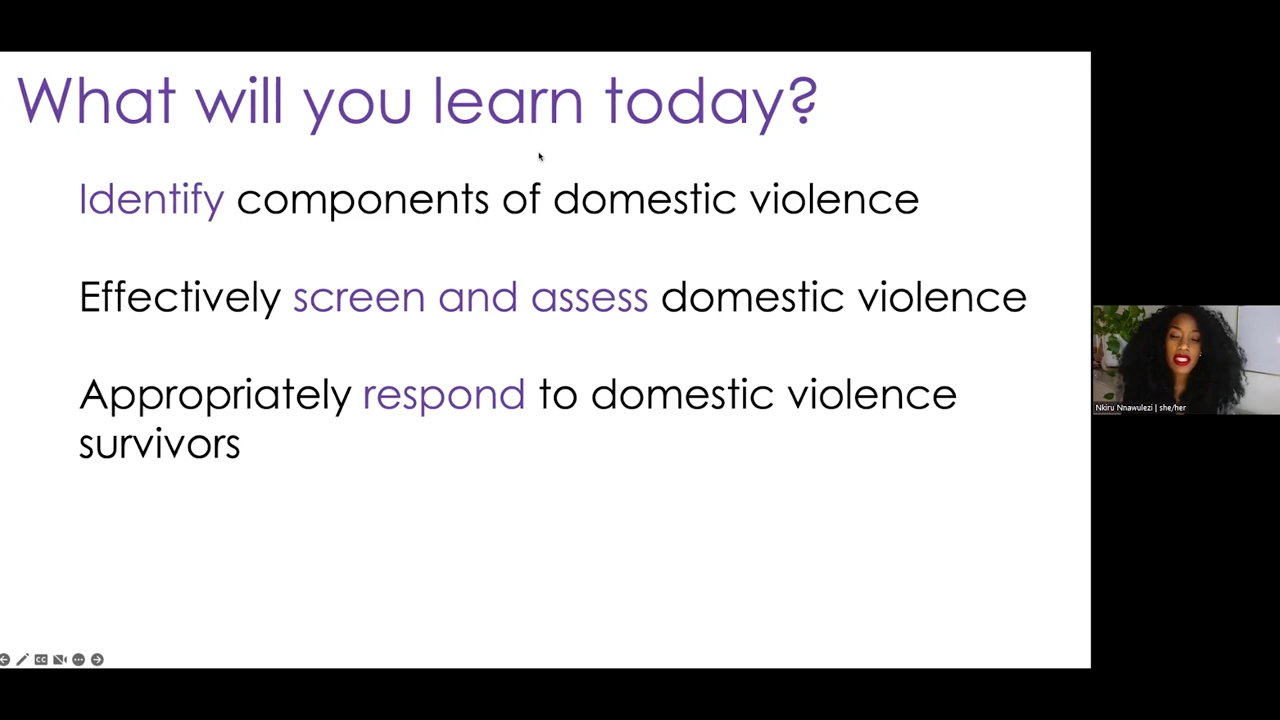 What will you learn today?
Identify components of domestic violence
Effectively screen and assess domestic violence
Appropriately respond to domestic violence
survivors
Nkiru Nnawulezi | she/her
CC